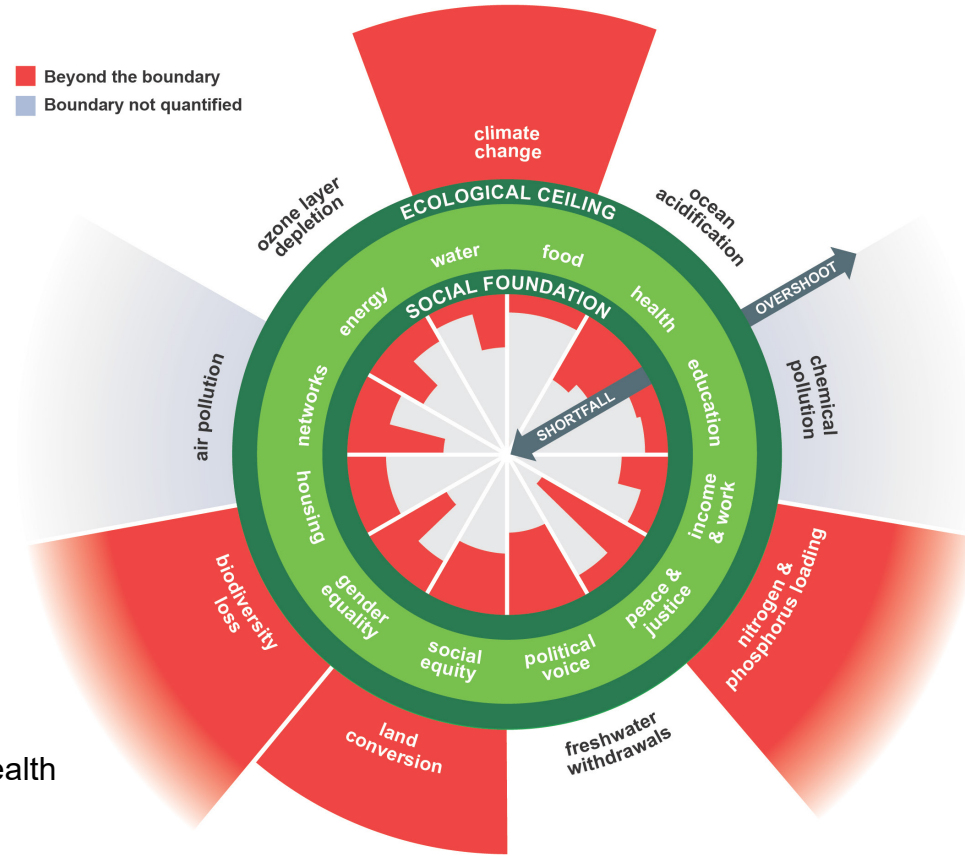 Beyond the boundary
Boundary not quantified
climate
change
ozone layer
depletion
ocean
acidification
ECOLOGICAL CEILING
water
food
energy
health
SOCIAL FOUNDATION
OVERSHOOT
SHORTFALL
air pollution
networks
education
chemical
pollution
housing
income
& work
biodiversity
loss
gender
equality
social
equity
political
voice
peace &
justice
nitrogen &
phosphorus loading
land
conversion
freshwater
withdrawals
ealth